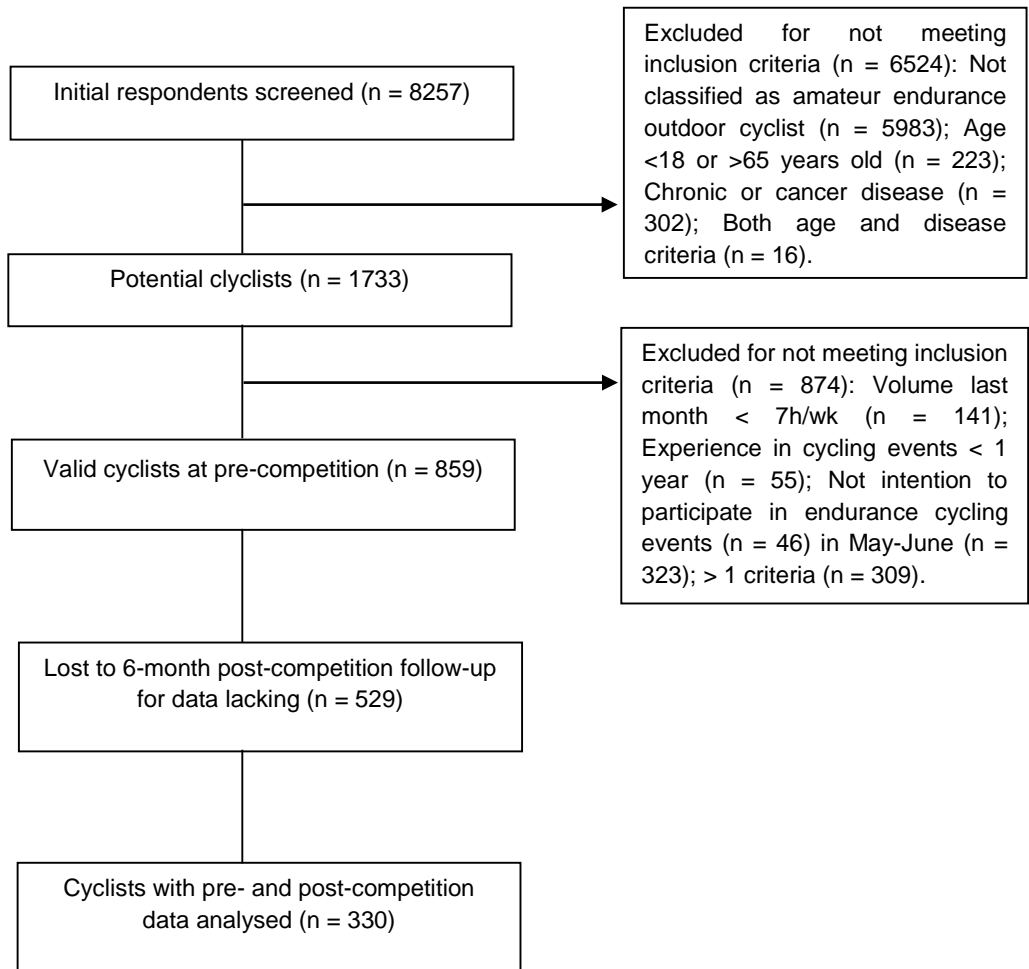 Initial respondents screened (n = 8257)
Excluded for not meeting
inclusion criteria (n = 6524): Not
classified as amateur endurance
outdoor cyclist (n = 5983); Age
<18 or >65 years old (n = 223);
Chronic or cancer disease (n =
302); Both age and disease
criteria (n = 16).
Potential clyclists (n = 1733)
Excluded for not meeting inclusion
criteria (n = 874): Volume last
month < 7h/wk (n = 141);
Experience in cycling events < 1
year (n = 55); Not intention to
participate in endurance cycling
events (n = 46) in May-June (n =
323); > 1 criteria (n = 309).
Valid cyclists at pre-competition (n = 859)
Lost to 6-month post-competition follow-up
for data lacking (n = 529)
Cyclists with pre- and post-competition
data analysed (n = 330)